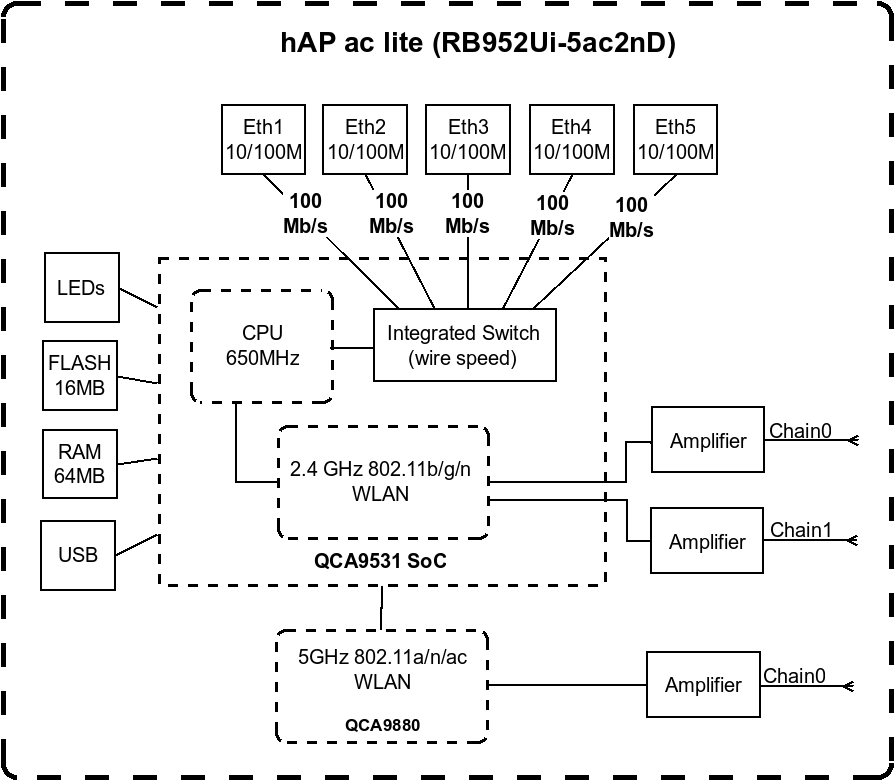 hAP ac lite (RB952Ui-5ac2nD)
Eth1
10/100M
Eth2
10/100M
Eth3
10/100M
Eth4
10/100M
Eth5
10/100M
100
Mb/s
100
Mb/s
100
Mb/s
100
Mb/s
100
Mb/s
LEDs
FLASH
16MB
RAM
64MB
USB
CPU
650MHz
Integrated Switch
(wire speed)
2.4 GHz 802.11b/g/n
WLAN
QCA9531 SoC
Amplifier
Chain0
Amplifier
Chain1
5GHz 802.11a/n/ac
WLAN
QCA9880
Amplifier
Chain0